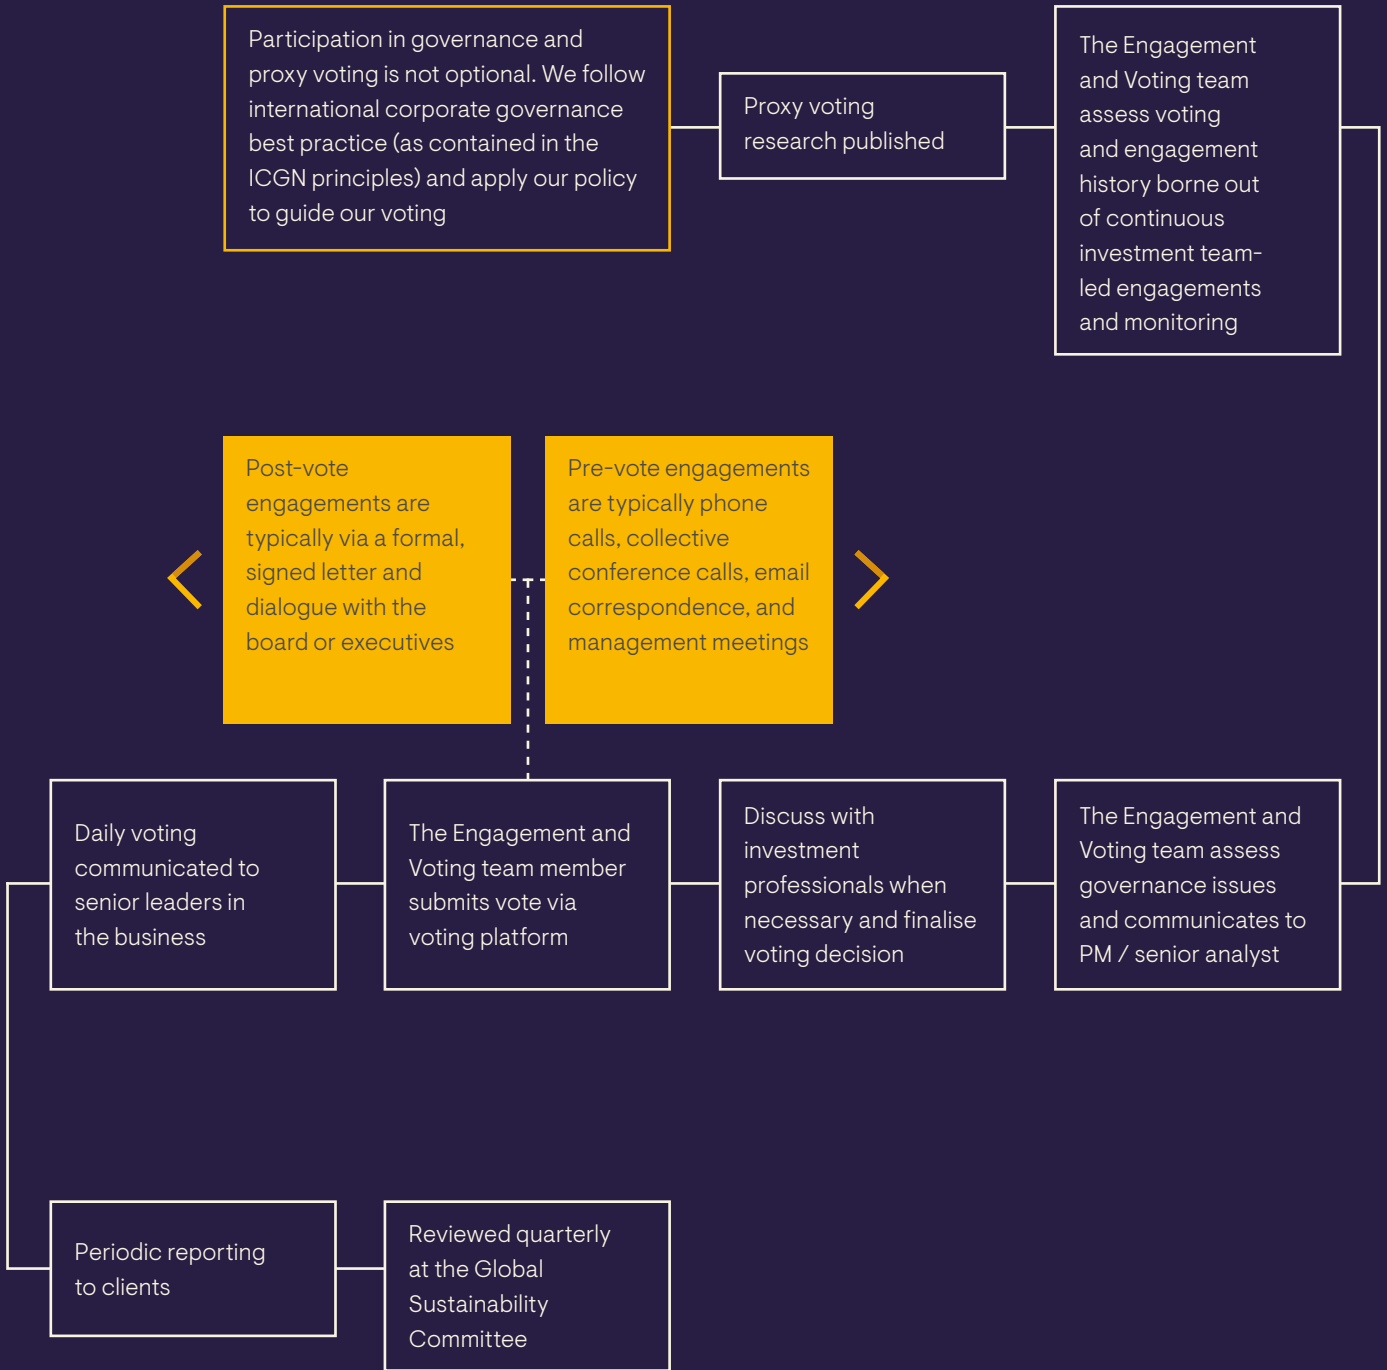 Participation in governance and
proxy voting is not optional. We follow
international corporate governance
best practice (as contained in the
ICGN principles) and apply our policy
to guide our voting
Proxy voting
research published
The Engagement
and Voting team
assess voting
and engagement
history borne out
of continuous
investment team-
led engagements
and monitoring
Post-vote
engagements are
typically via a formal,
signed letter and
dialogue with the
board or executives
Pre-vote engagements
are typically phone
calls, collective
conference calls, email
correspondence, and
management meetings
Daily voting
communicated to
senior leaders in
the business
The Engagement and
Voting team member
submits vote via
voting platform
Discuss with
investment
professionals when
necessary and finalise
voting decision
The Engagement and
Voting team assess
governance issues
and communicates to
PM / senior analyst
Periodic reporting
to clients
Reviewed quarterly
at the Global
Sustainability
Committee